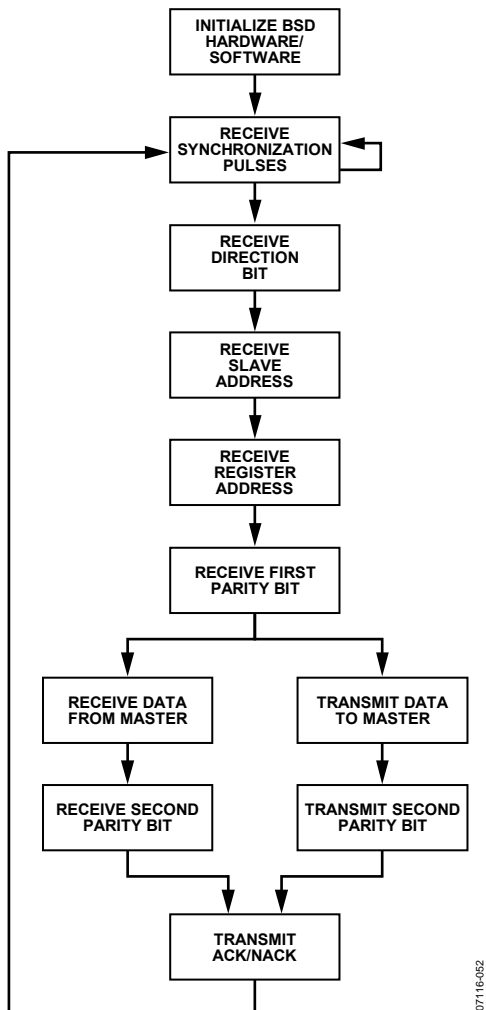 INITIALIZE BSD
HARDWARE/
SOFTWARE
RECEIVE
SYNCHRONIZATION
PULSES
RECEIVE
DIRECTION
BIT
RECEIVE
SLAVE
ADDRESS
RECEIVE
REGISTER
ADDRESS
RECEIVE FIRST
PARITY BIT
RECEIVE DATA
FROM MASTER
TRANSMIT DATA
TO MASTER
RECEIVE SECOND
PARITY BIT
TRANSMIT SECOND
PARITY BIT
TRANSMIT
ACK/NACK
07116-052